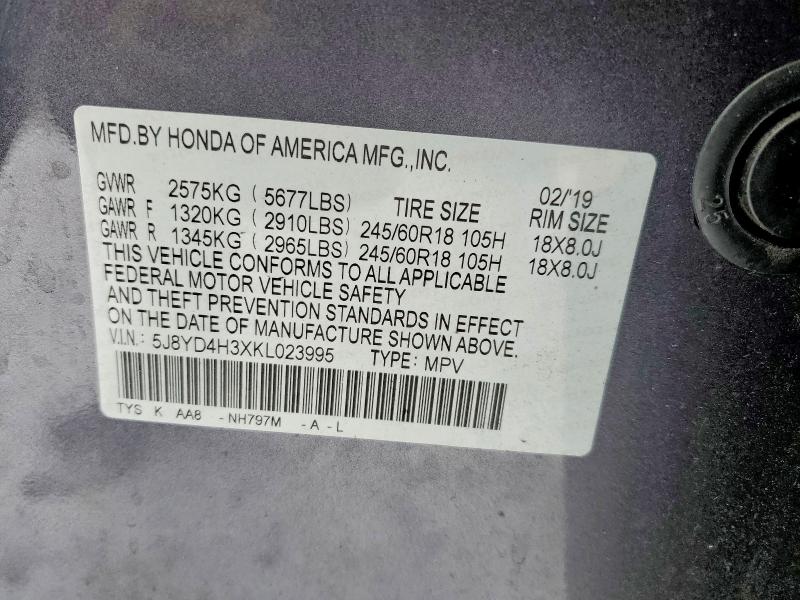 MFD.BY HONDA OF AMERICA MFG.,INC.
02/'19
GVWR 2575KG ( 5677LBS) TIRE SIZE RIM SIZE
GAWR F 1320KG ( 2910LBS) 245/60R18 105H 18X8.0J
GAWR R 1345KG ( 2965LBS) 245/60R18 105H 18X8.0J
THIS VEHICLE CONFORMS TO ALL APPLICABLE
FEDERAL MOTOR VEHICLE SAFETY
AND THEFT PREVENTION STANDARDS IN EFFECT
ON THE DATE OF MANUFACTURE SHOWN ABOVE.
V.I.N.: 5J8YD4H3XKL023995 TYPE: MPV
TYS K AA8 -NH797M -A-L
25